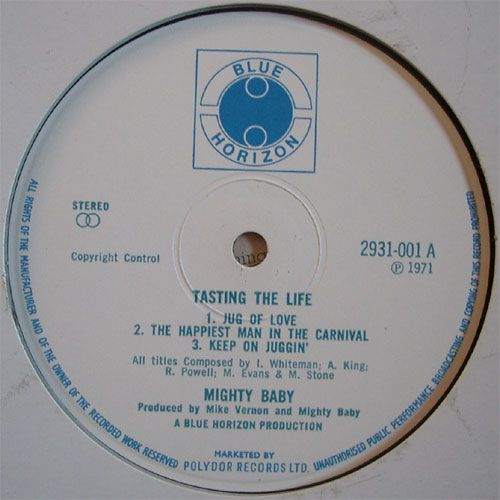 BLUE
HORIZON
STEREO
Copyright Control
2931-001 A
Ⓟ 1971
TASTING THE LIFE
1. JUG OF LOVE
2. THE HAPPIEST MAN IN THE CARNIVAL
3. KEEP ON JUGGIN'
All titles Composed by I. Whiteman; A. King;
R. Powell; M. Evans & M. Stone
MIGHTY BABY
Produced by Mike Vernon and Mighty Baby
A BLUE HORIZON PRODUCTION
MARKETED BY
POLYDOR RECORDS LTD.
ALL RIGHTS OF THE MANUFACTURER AND OF THE OWNER OF THE RECORDED WORK RESERVED
UNAUTHORISED PUBLIC PERFORMANCE BROADCASTING AND COPYING OF THIS RECORD PROHIBITED